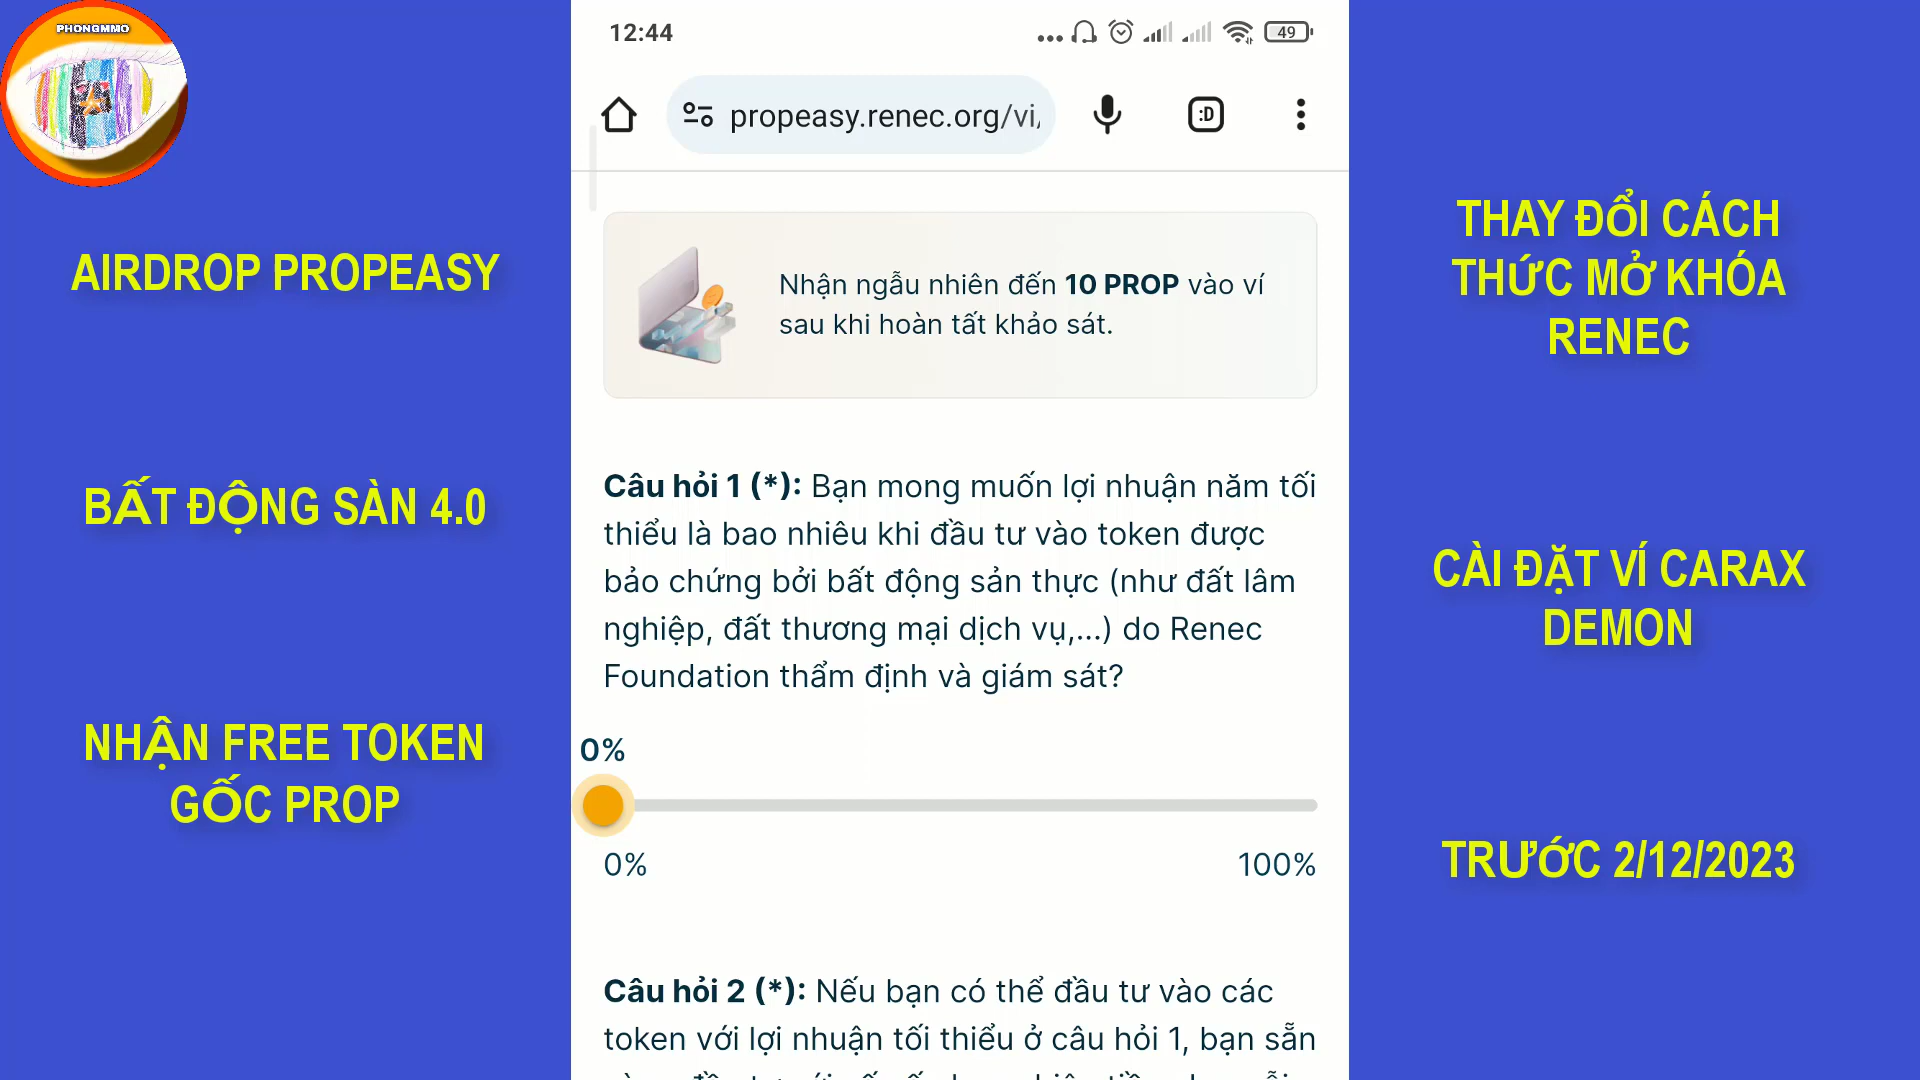 PHONGMMO
AIRDROP PROPEASY
BẤT ĐỘNG SÀN 4.0
NHẬN FREE TOKEN
GỐC PROP
12:44
49
propeasy.renec.org/vi/
:D
Nhận ngẫu nhiên đến 10 PROP vào ví
sau khi hoàn tất khảo sát.
Câu hỏi 1 (*): Bạn mong muốn lợi nhuận năm tối
thiểu là bao nhiêu khi đầu tư vào token được
bảo chứng bởi bất động sản thực (như đất lâm
nghiệp, đất thương mại dịch vụ,...) do Renec
Foundation thẩm định và giám sát?
0%
0%
100%
Câu hỏi 2 (*): Nếu bạn có thể đầu tư vào các
token với lợi nhuận tối thiểu ở câu hỏi 1, bạn sẵn
THAY ĐỔI CÁCH
THỨC MỞ KHÓA
RENEC
CÀI ĐẶT VÍ CARAX
DEMON
TRƯỚC 2/12/2023